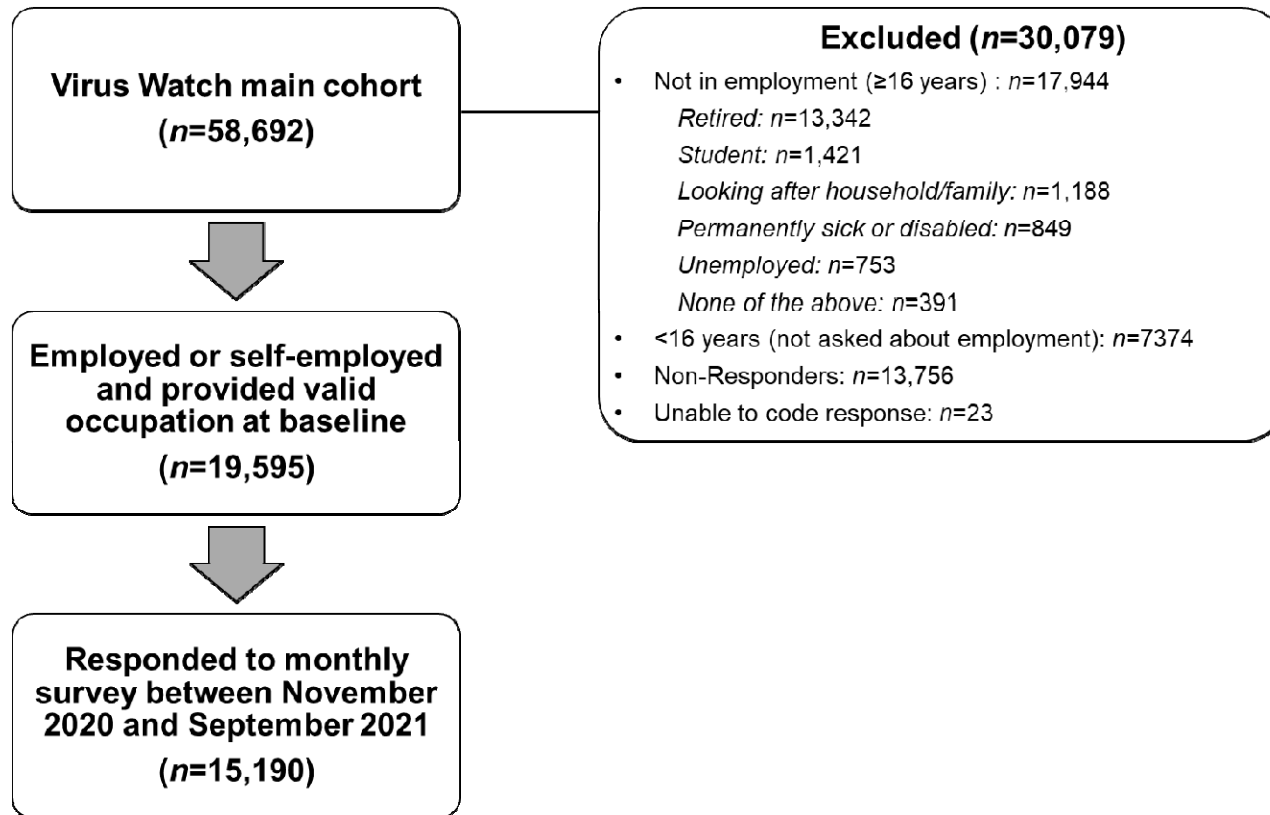 Virus Watch main cohort
(n=58,692)
Excluded (n=30,079)
• Not in employment (≥16 years) : n=17,944
Retired: n=13,342
Student: n=1,421
Looking after household/family: n=1,188
Permanently sick or disabled: n=849
Unemployed: n=753
None of the above: n=391
• <16 years (not asked about employment): n=7374
• Non-Responders: n=13,756
• Unable to code response: n=23
Employed or self-employed
and provided valid
occupation at baseline
(n=19,595)
Responded to monthly
survey between November
2020 and September 2021
(n=15,190)